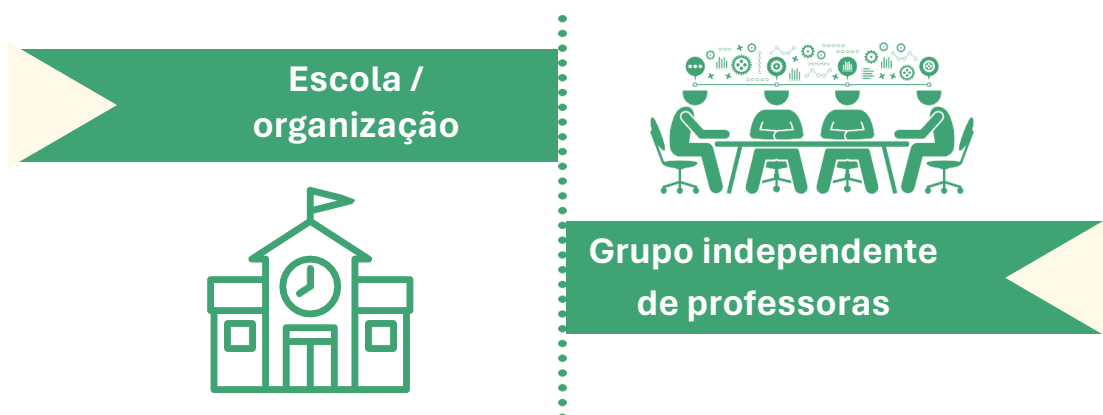 Escola /
organização
Grupo independente
de professoras